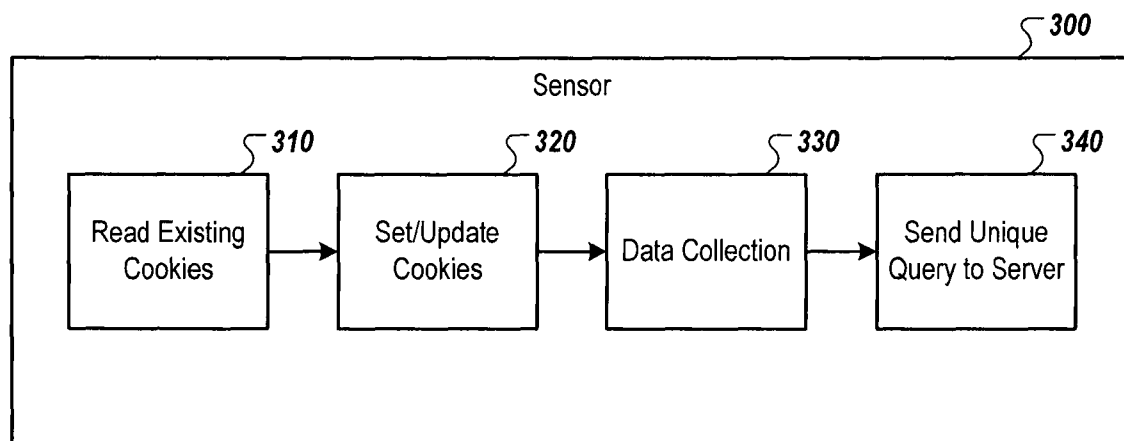 300
Sensor
310
320
330
340
Read Existing
Cookies
Set/Update
Cookies
Data Collection
Send Unique
Query to Server